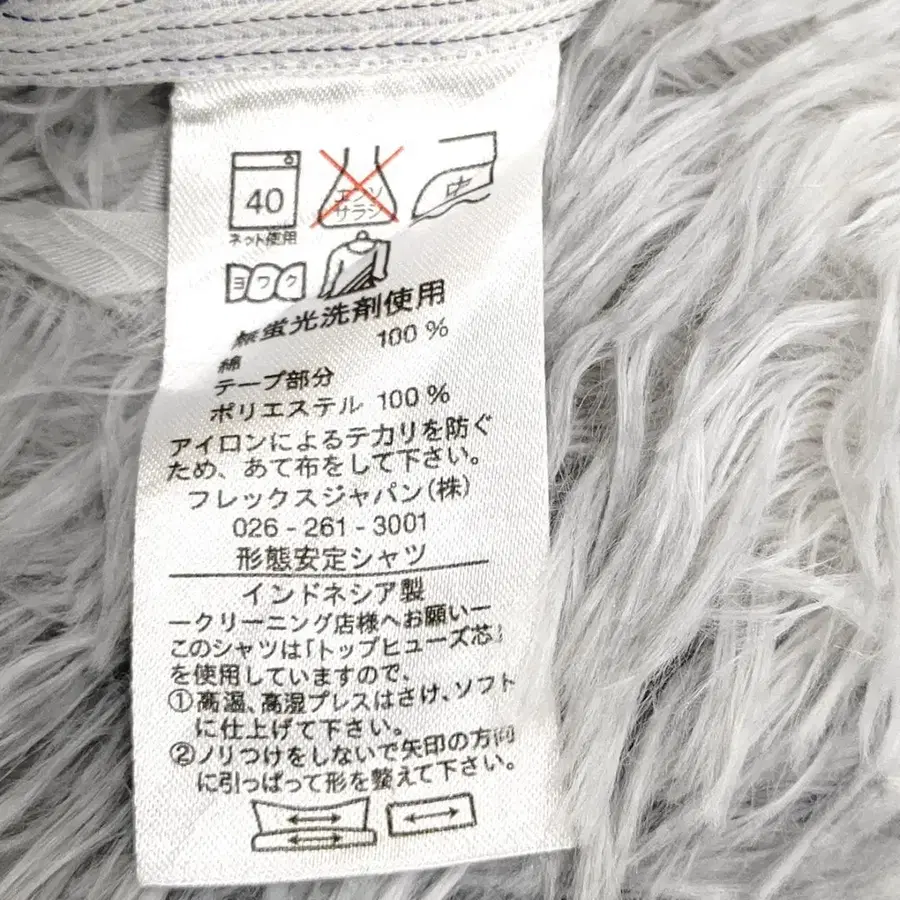 40
ネット使用
エンソ
サラシ
中
ヨワク
無蛍光洗剤使用
綿 100 %
テープ部分
ポリエステル 100 %
アイロンによるテカリを防ぐ
ため、あて布をして下さい。
フレックスジャパン(株)
026-261-3001
形態安定シャツ
インドネシア製
ークリーニング店様へお願いー
このシャツは「トップヒューズ芯」
を使用していますので、
①高温、高湿プレスはさけ、ソフト
に仕上げて下さい。
②ノリつけをしないで矢印の方向
に引っぱって形を整えて下さい。